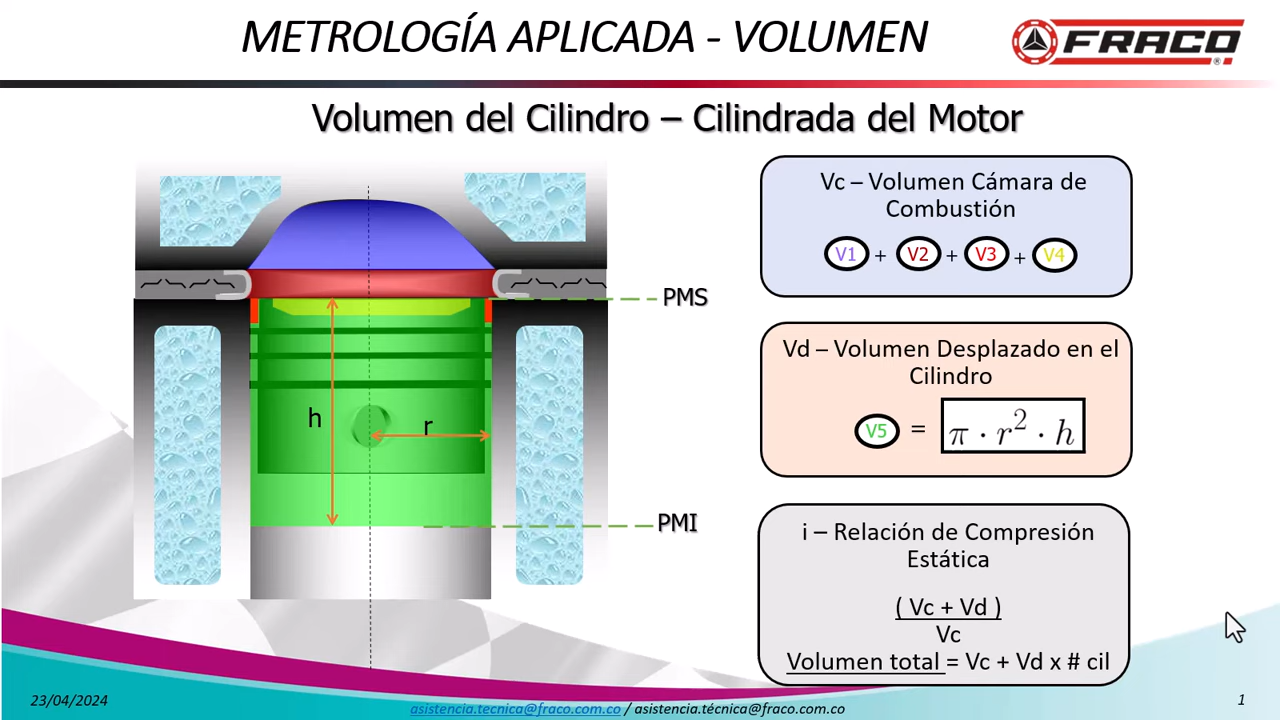 METROLOGÍA APLICADA - VOLUMEN
FRACO
®
Volumen del Cilindro – Cilindrada del Motor
Vc – Volumen Cámara de
Combustión
V1 + V2 + V3 + V4
PMS
Vd – Volumen Desplazado en el
Cilindro
V5 = π · r² · h
h
r
PMI
i – Relación de Compresión
Estática
( Vc + Vd )
Vc
Volumen total = Vc + Vd x # cil
23/04/2024
asistencia.tecnica@fraco.com.co / asistencia.técnica@fraco.com.co
1